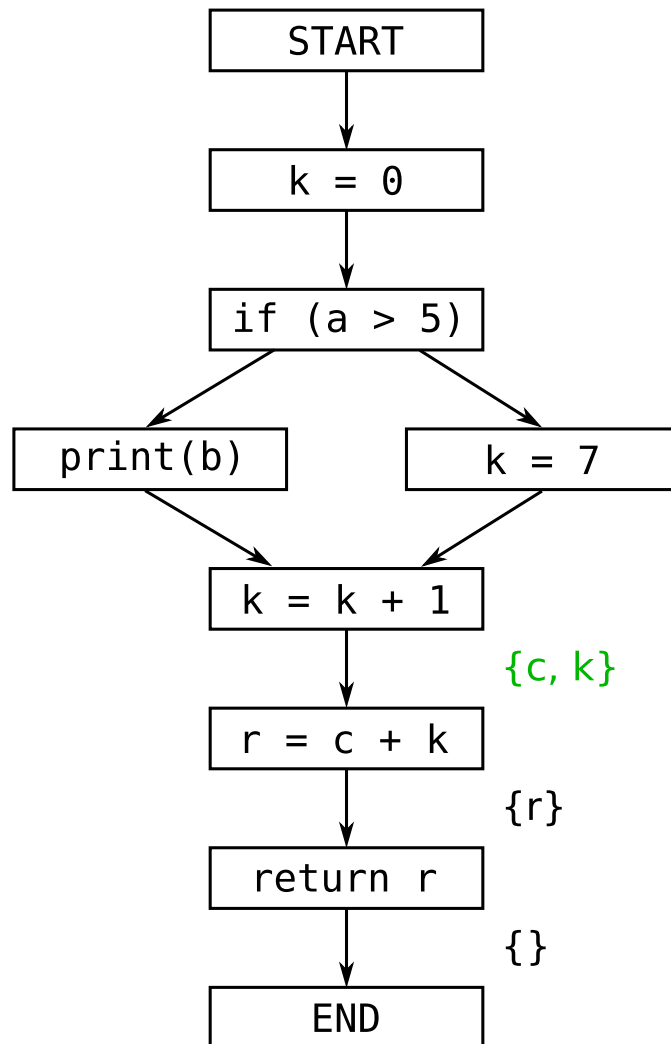 START
k = 0
if (a > 5)
print(b)
k = 7
k = k + 1
{c, k}
r = c + k
{r}
return r
{}
END